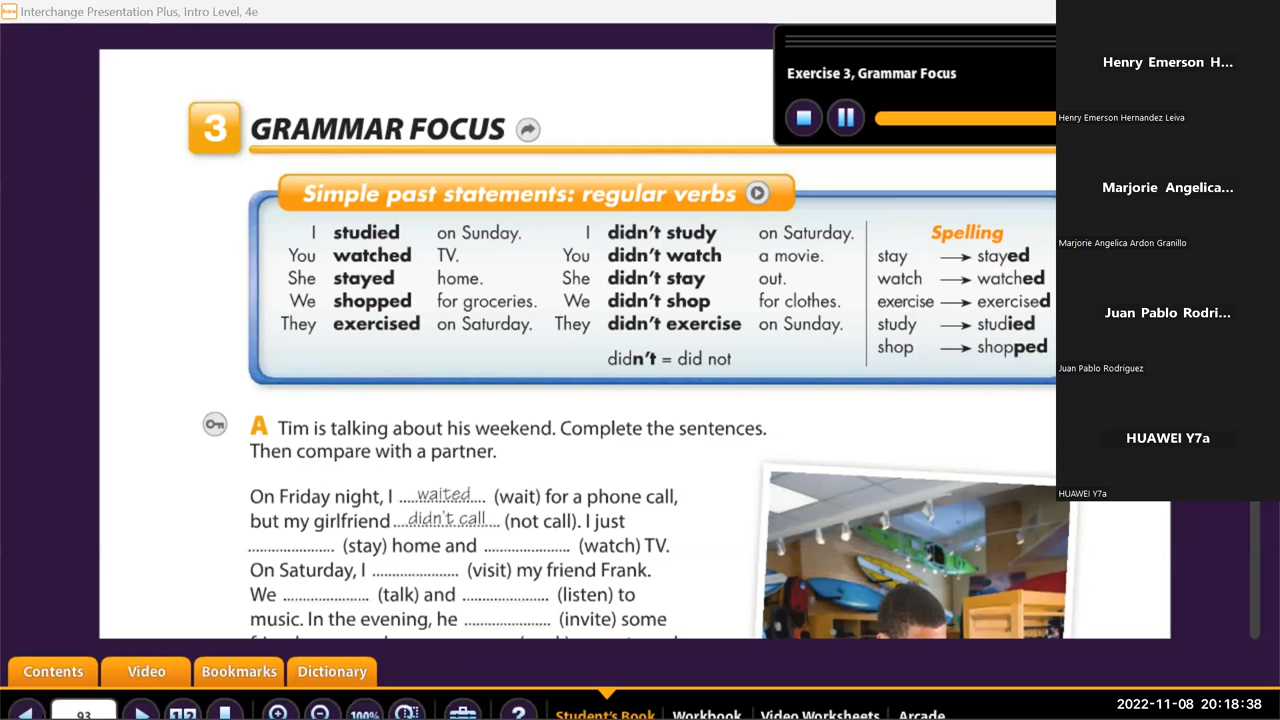 Interchange Presentation Plus, Intro Level, 4e
Exercise 3, Grammar Focus
Henry Emerson H...
Henry Emerson Hernandez Leiva
Marjorie Angelica...
Marjorie Angelica Ardon Granillo
Juan Pablo Rodri...
Juan Pablo Rodriguez
HUAWEI Y7a
HUAWEI Y7a
3 GRAMMAR FOCUS
Simple past statements: regular verbs
I studied on Sunday. I didn't study on Saturday. Spelling
You watched TV. You didn't watch a movie. stay → stayed
She stayed home. She didn't stay out. watch → watched
We shopped for groceries. We didn't shop for clothes. exercise → exercised
They exercised on Saturday. They didn't exercise on Sunday. study → studied
shop → shopped
didn't = did not
A Tim is talking about his weekend. Complete the sentences.
Then compare with a partner.
On Friday night, I waited (wait) for a phone call,
but my girlfriend didn't call (not call). I just
.................... (stay) home and .................... (watch) TV.
On Saturday, I .................... (visit) my friend Frank.
We .................... (talk) and .................... (listen) to
music. In the evening, he .................... (invite) some
Contents Video Bookmarks Dictionary
93 100% ? Student's Book Workbook Video Worksheets Arcade
2022-11-08 20:18:38